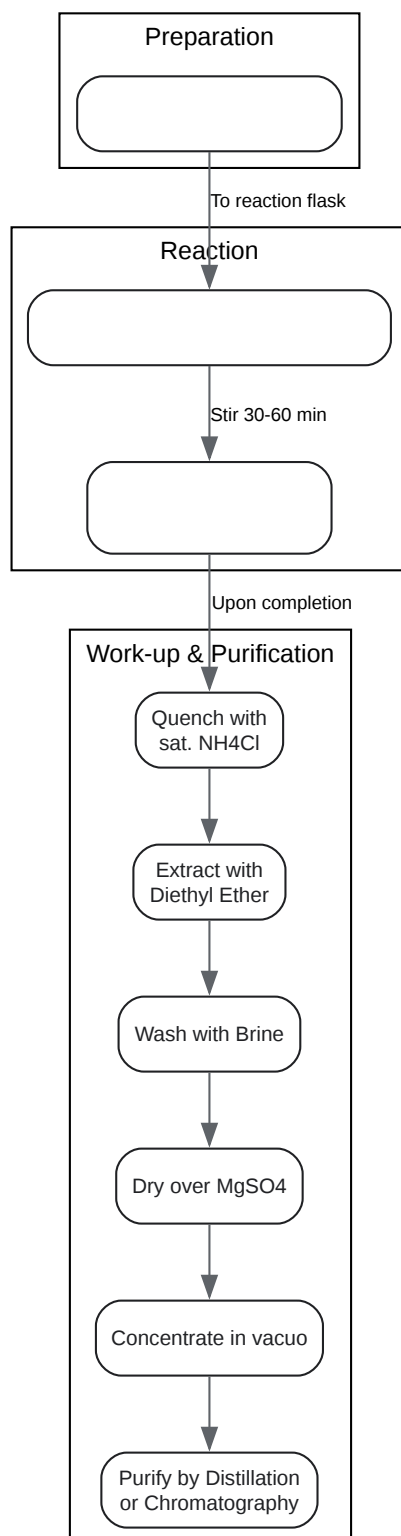 Preparation
To reaction flask
Reaction
Stir 30-60 min
Upon completion
Work-up & Purification
Quench with
sat. NH4Cl
Extract with
Diethyl Ether
Wash with Brine
Dry over MgSO4
Concentrate in vacuo
Purify by Distillation
or Chromatography